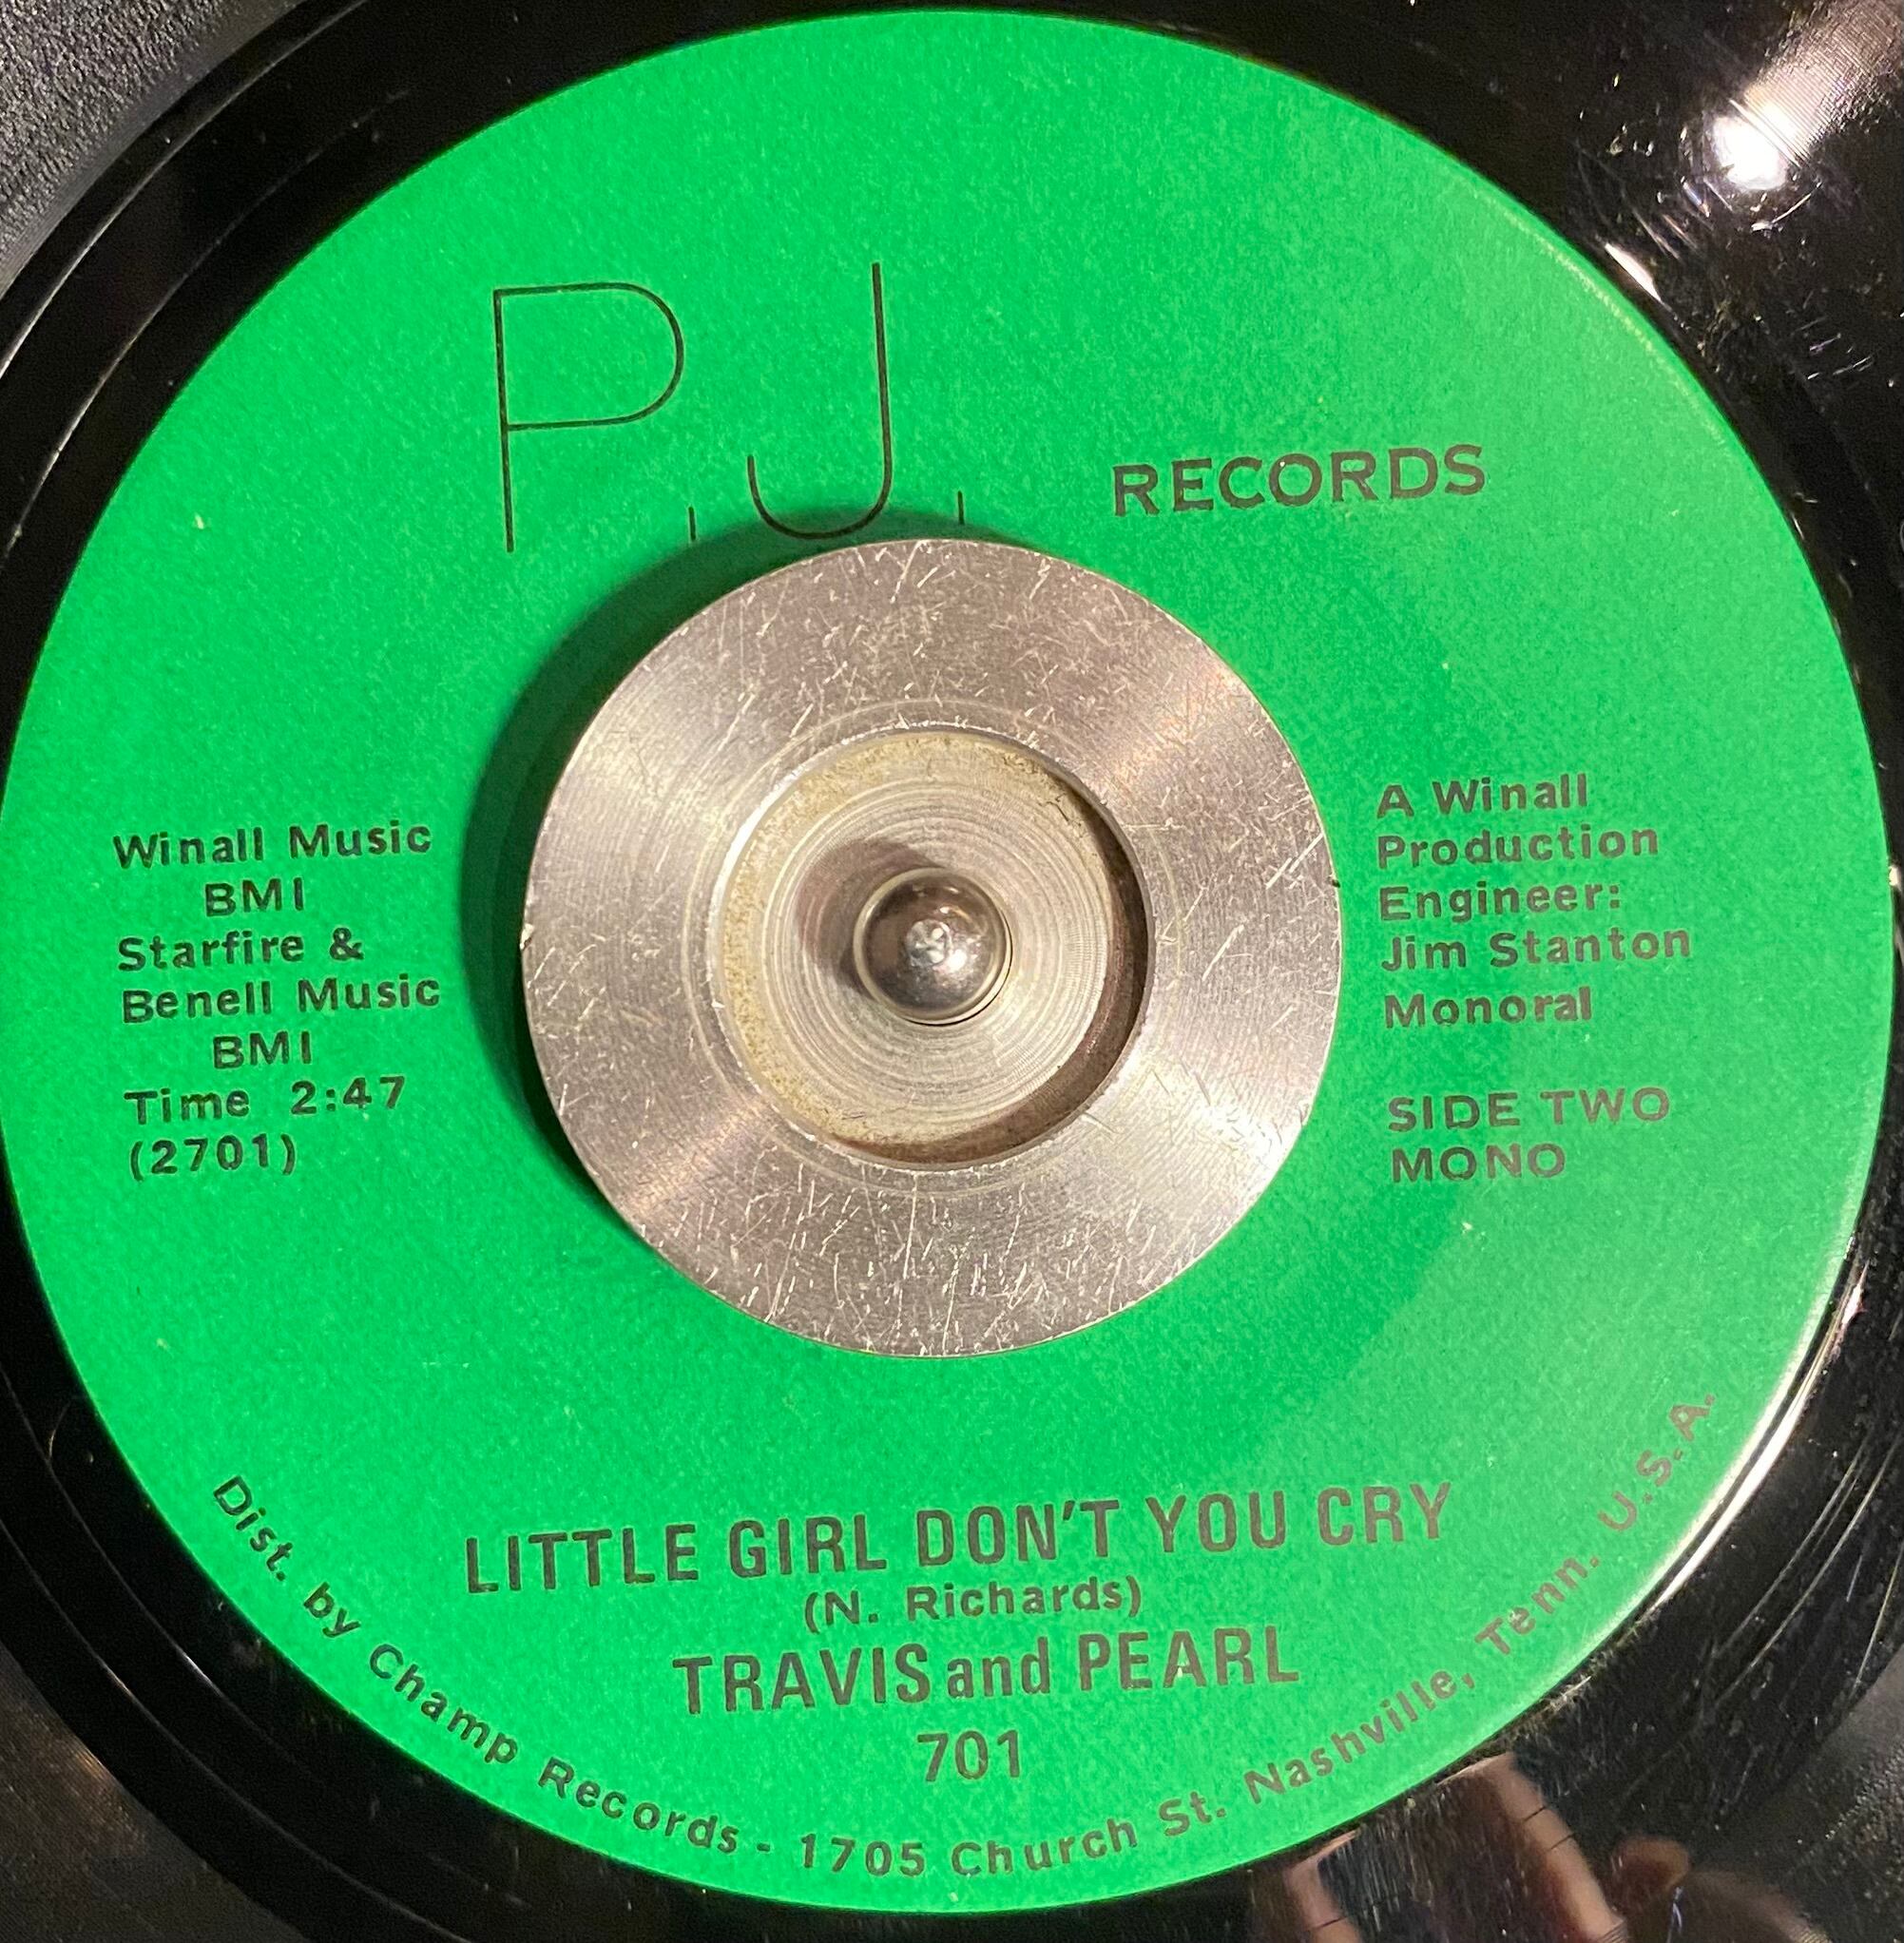 P.J. RECORDS
Winall Music
BMI
Starfire &
Benell Music
BMI
Time 2:47
(2701)
A Winall
Production
Engineer:
Jim Stanton
Monoral
SIDE TWO
MONO
LITTLE GIRL DON'T YOU CRY
(N. Richards)
TRAVIS and PEARL
701
Dist. by Champ Records - 1705 Church St. Nashville, Tenn. U.S.A.